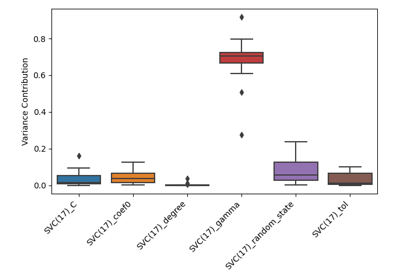 Variance Contribution
0.8
0.6
0.4
0.2
0.0
SVC(17)_C
SVC(17)_coef0
SVC(17)_degree
SVC(17)_gamma
SVC(17)_random_state
SVC(17)_tol